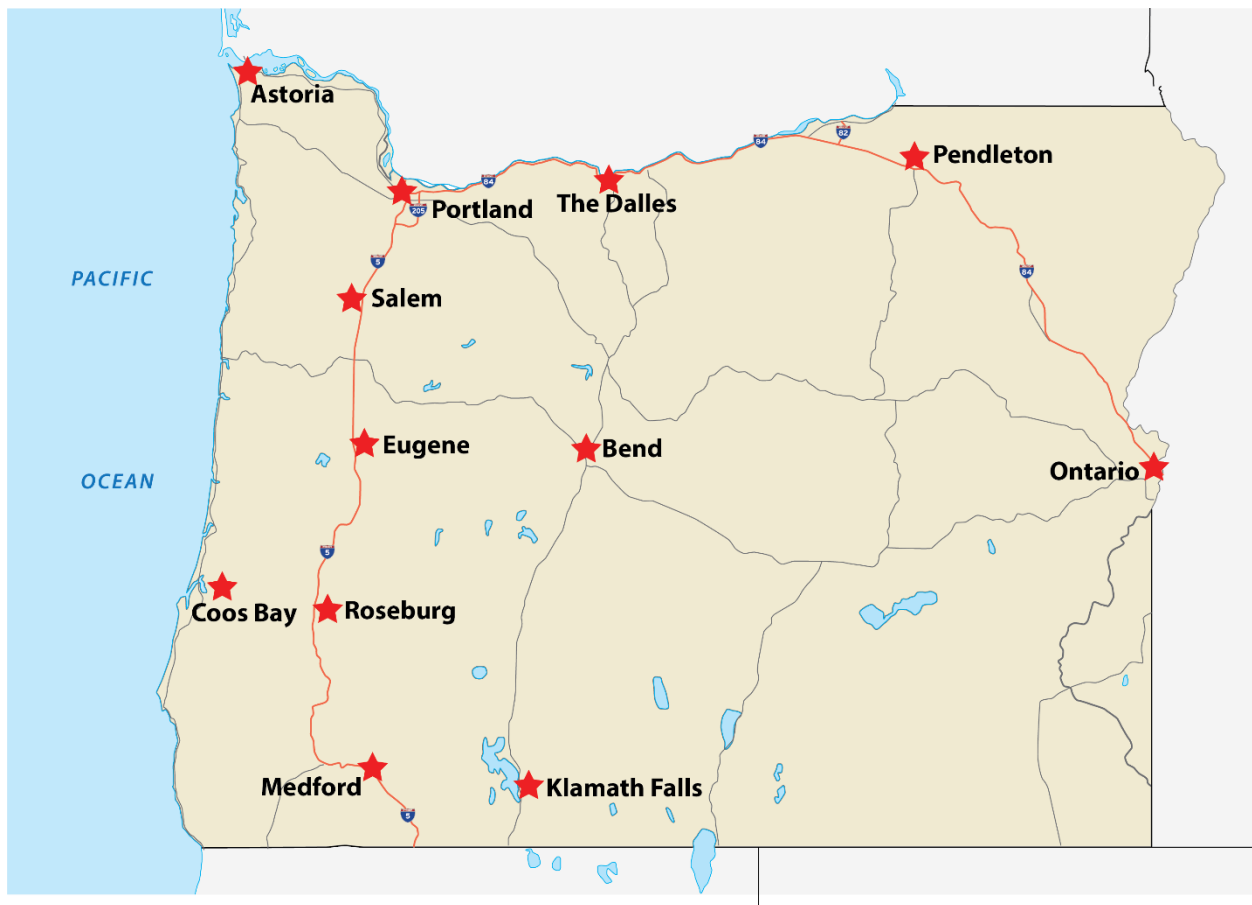 Astoria
84
82
Pendleton
84
The Dalles
Portland
205
5
PACIFIC
84
Salem
Eugene
Bend
Ontario
OCEAN
5
Coos Bay
Roseburg
Medford
Klamath Falls
5